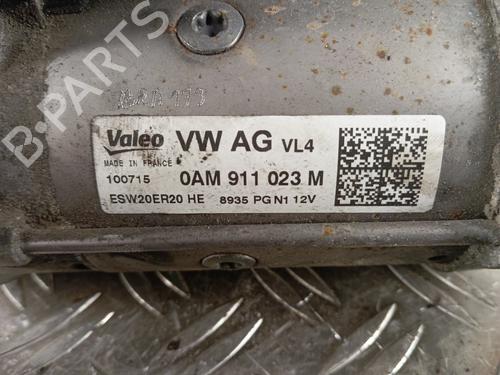 B-PARTS
Valeo VW AG VL4
MADE IN FRANCE
100715 0AM 911 023 M
ESW20ER20 HE 8935 PG N1 12V